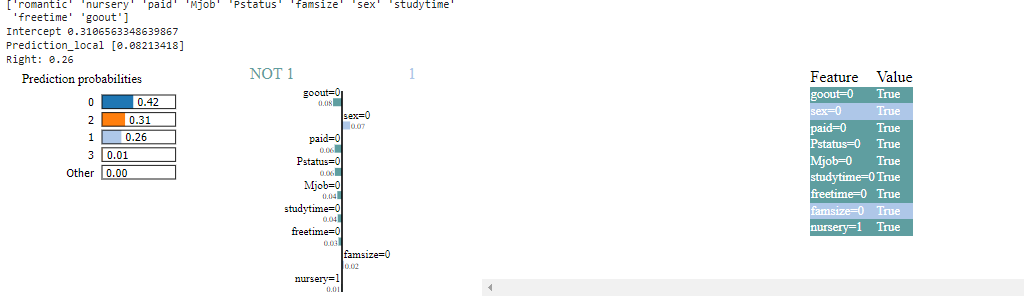 ['romantic' 'nursery' 'paid' 'Mjob' 'Pstatus' 'famsize' 'sex' 'studytime'
'freetime' 'goout']
Intercept 0.3106563348639867
Prediction_local [0.08213418]
Right: 0.26
Prediction probabilities
0 0.42
2 0.31
1 0.26
3 0.01
Other 0.00
NOT 1 1
goout=0
0.08
sex=0
0.07
paid=0
0.06
Pstatus=0
0.06
Mjob=0
0.04
studytime=0
0.04
freetime=0
0.03
famsize=0
0.02
nursery=1
0.01
Feature Value
goout=0 True
sex=0 True
paid=0 True
Pstatus=0 True
Mjob=0 True
studytime=0 True
freetime=0 True
famsize=0 True
nursery=1 True